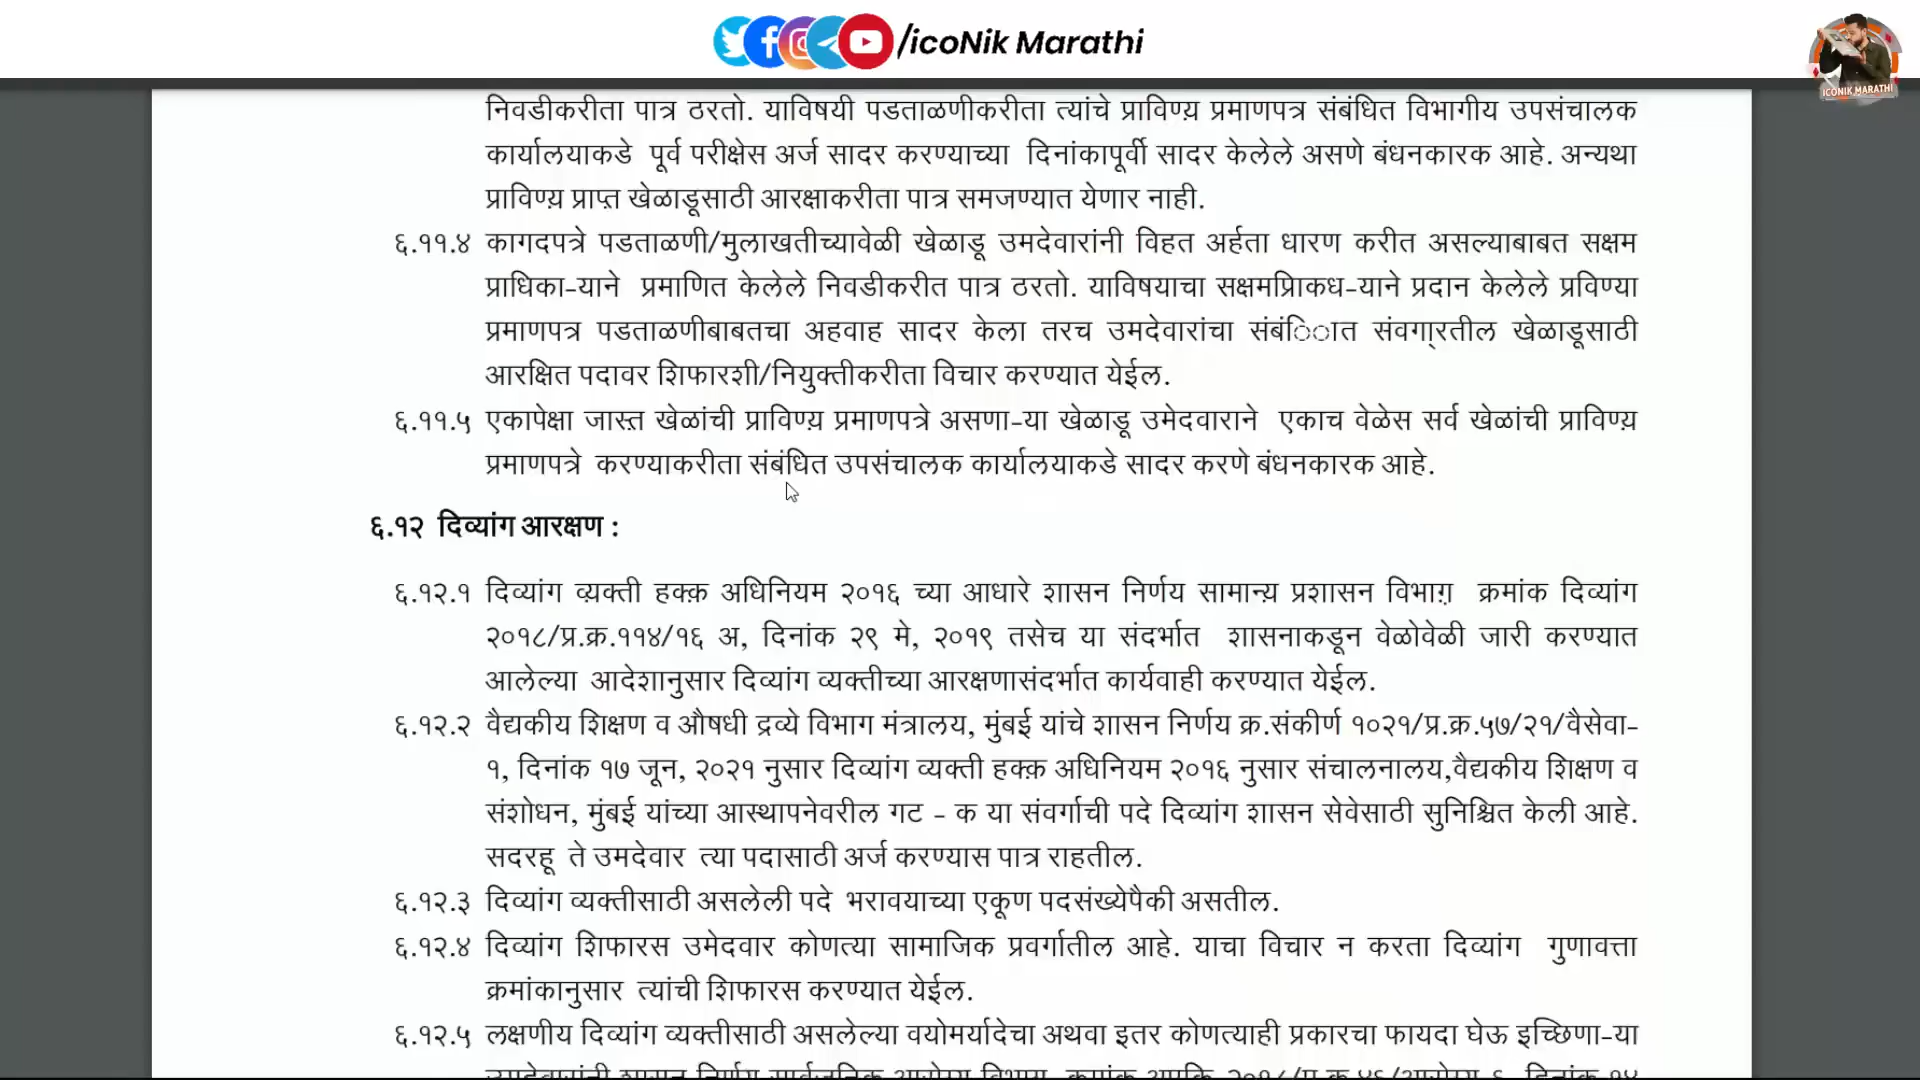 /icoNik Marathi
ICONIK MARATHI
निवडीकरीता पात्र ठरतो. याविषयी पडताळणीकरीता त्यांचे प्राविण्य प्रमाणपत्र संबंधित विभागीय उपसंचालक
कार्यालयाकडे पूर्व परीक्षेस अर्ज सादर करण्याच्या दिनांकापूर्वी सादर केलेले असणे बंधनकारक आहे. अन्यथा
प्राविण्य प्राप्त खेळाडूसाठी आरक्षाकरीता पात्र समजण्यात येणार नाही.
६.११.४ कागदपत्रे पडताळणी/मुलाखतीच्यावेळी खेळाडू उमदेवारांनी विहत अर्हता धारण करीत असल्याबाबत सक्षम
प्राधिका-याने प्रमाणित केलेले निवडीकरीत पात्र ठरतो. याविषयाचा प्रदान केलेले प्रविण्या
प्रमाणपत्र पडताळणीबाबतचा अहवाह सादर केला तरच उमदेवारांचा खेळाडूसाठी
आरक्षित पदावर शिफारशी/नियुक्तीकरीता विचार करण्यात येईल.
६.११.५ एकापेक्षा जास्त खेळांची प्राविण्य प्रमाणपत्रे असणा-या खेळाडू उमेदवाराने एकाच वेळेस सर्व खेळांची प्राविण्य
प्रमाणपत्रे करण्याकरीता संबंधित उपसंचालक कार्यालयाकडे सादर करणे बंधनकारक आहे.
६.१२ दिव्यांग आरक्षण :
६.१२.१ दिव्यांग व्यक्ती हक्क अधिनियम २०१६ च्या आधारे शासन निर्णय सामान्य प्रशासन विभाग क्रमांक दिव्यांग
२०१८/प्र.क्र.११४/१६ अ, दिनांक २९ मे, २०१९ तसेच या संदर्भात शासनाकडून वेळोवेळी जारी करण्यात
आलेल्या आदेशानुसार दिव्यांग व्यक्तीच्या आरक्षणासंदर्भात कार्यवाही करण्यात येईल.
६.१२.२ वैद्यकीय शिक्षण व औषधी द्रव्ये विभाग मंत्रालय, मुंबई यांचे शासन निर्णय क्र.संकीर्ण १०२१/प्र.क्र.५७/२१/वैसेवा-
१, दिनांक १७ जून, २०२१ नुसार दिव्यांग व्यक्ती हक्क अधिनियम २०१६ नुसार संचालनालय,वैद्यकीय शिक्षण व
संशोधन, मुंबई यांच्या आस्थापनेवरील गट - क या संवर्गाची पदे दिव्यांग शासन सेवेसाठी सुनिश्चित केली आहे.
सदरहू ते उमदेवार त्या पदासाठी अर्ज करण्यास पात्र राहतील.
६.१२.३ दिव्यांग व्यक्तीसाठी असलेली पदे भरावयाच्या एकूण पदसंख्येपैकी असतील.
६.१२.४ दिव्यांग शिफारस उमेदवार कोणत्या सामाजिक प्रवर्गातील आहे. याचा विचार न करता दिव्यांग गुणावत्ता
क्रमांकानुसार त्यांची शिफारस करण्यात येईल.
६.१२.५ लक्षणीय दिव्यांग व्यक्तीसाठी असलेल्या वयोमर्यादेचा अथवा इतर कोणत्याही प्रकारचा फायदा घेऊ इच्छिणा-या